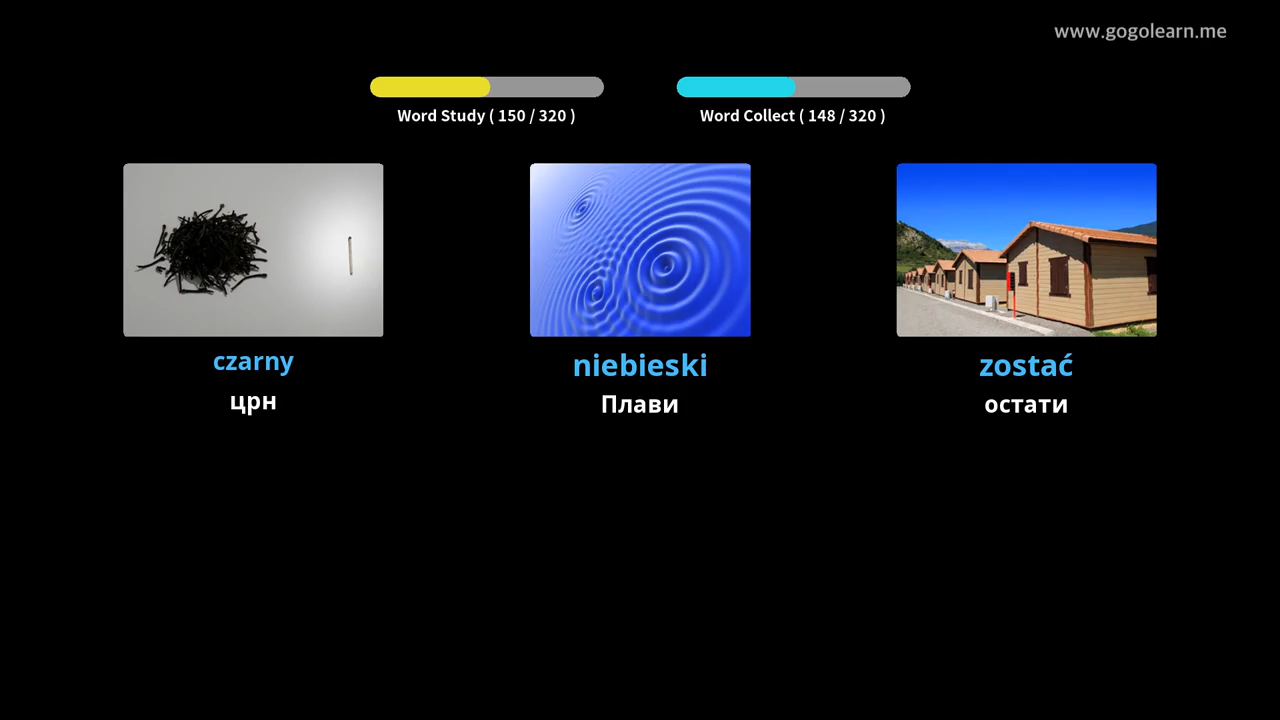 www.gogolearn.me
Word Study ( 150 / 320 )
Word Collect ( 148 / 320 )
czarny
црн
niebieski
Плави
zostać
остати